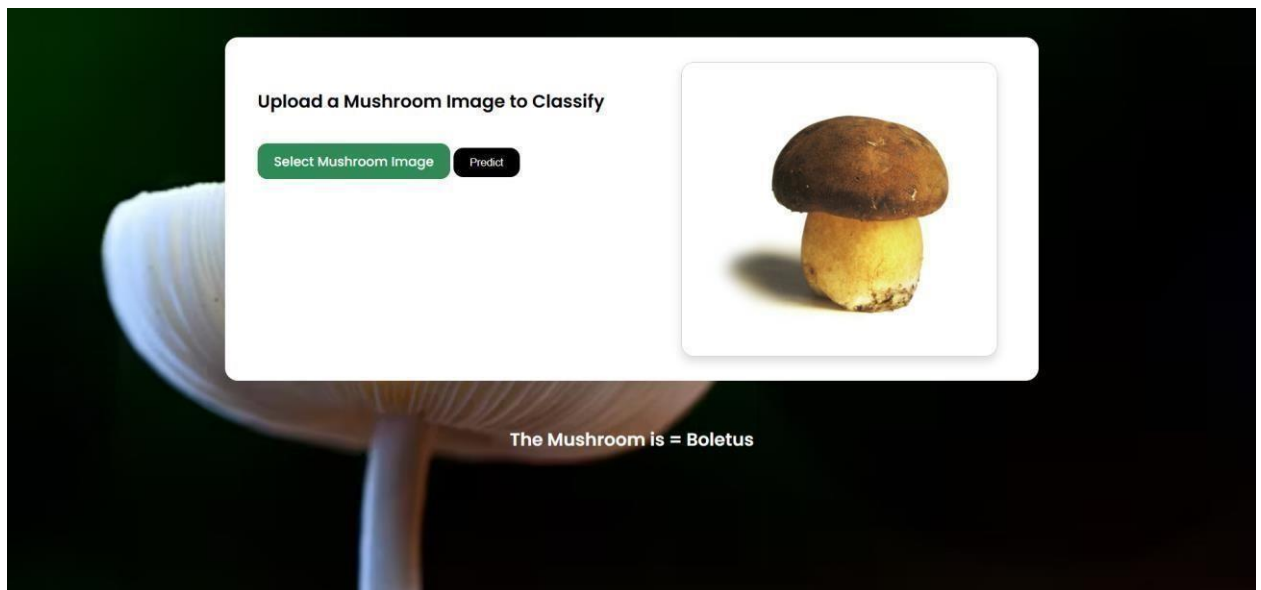 Upload a Mushroom Image to Classify
Select Mushroom Image
Predict
The Mushroom is = Boletus